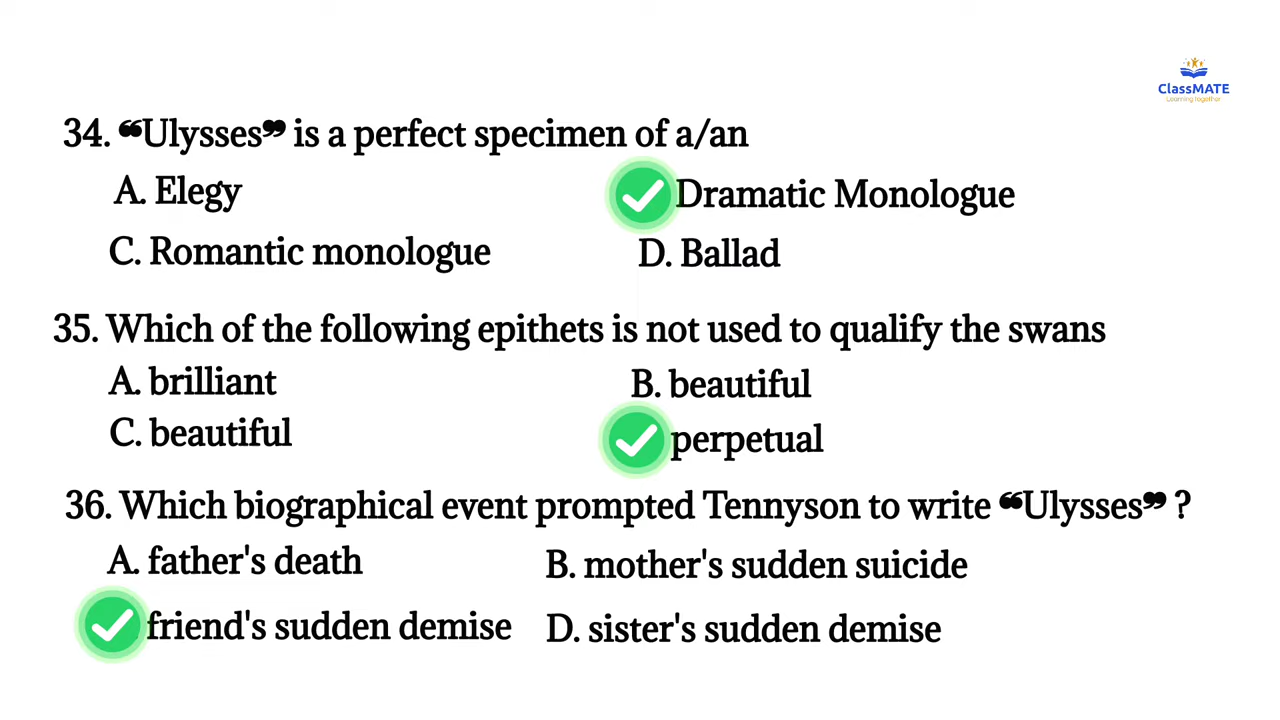 ClassMATE
Learning together
34. ❝Ulysses❞ is a perfect specimen of a/an
A. Elegy
Dramatic Monologue
C. Romantic monologue
D. Ballad
35. Which of the following epithets is not used to qualify the swans
A. brilliant
B. beautiful
C. beautiful
perpetual
36. Which biographical event prompted Tennyson to write ❝Ulysses❞ ?
A. father's death
B. mother's sudden suicide
friend's sudden demise
D. sister's sudden demise